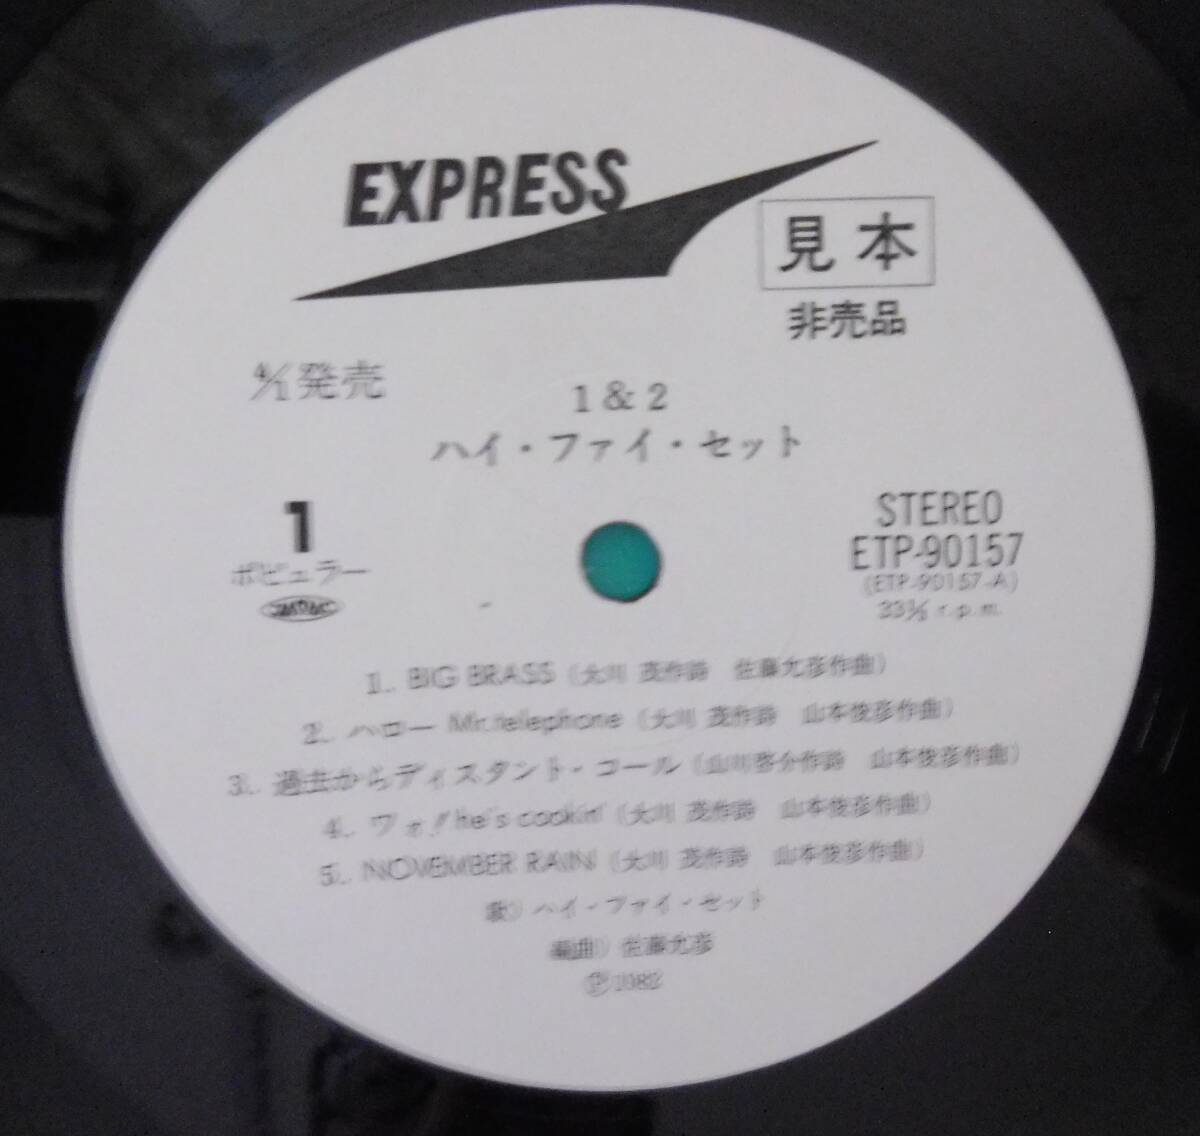 EXPRESS
見本
非売品
4/1発売
1&2
ハイ・ファイ・セット
1
ポピュラー
STEREO
ETP-90157
(ETP-90157-A)
33⅓ r.p.m.
1. BIG BRASS (大川 茂作詩 佐藤允彦作曲)
2. ハロー Mr. telephone (大川 茂作詩 山本俊彦作曲)
3. 過去からディスタント・コール (山川啓介作詩 山本俊彦作曲)
4. ワォ! he's cookin' (大川 茂作詩 山本俊彦作曲)
5. NOVEMBER RAIN (大川 茂作詩 山本俊彦作曲)
歌) ハイ・ファイ・セット
編曲) 佐藤允彦
Ⓟ1982